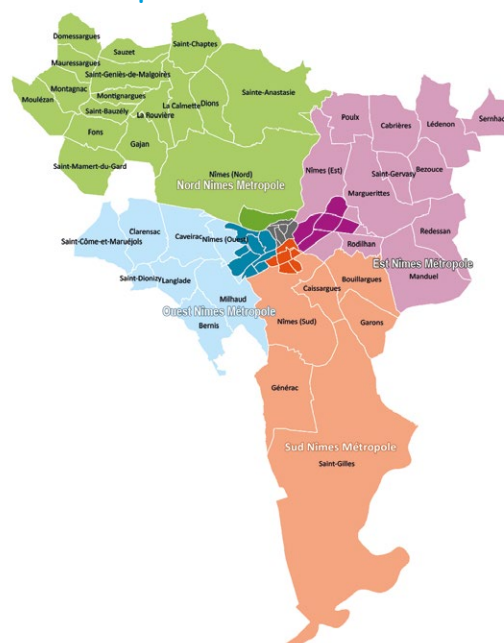 Domessargues
Sauzet
Saint-Chaptes
Mauressargues
Saint-Geniès-de-Malgoirès
Montagnac
Moulézan
Montignargues
La Calmette
Dions
Sainte-Anastasie
Saint-Bauzély
La Rouvière
Fons
Gajan
Saint-Mamert-du-Gard
Nîmes (Nord)
Nord Nîmes Métropole
Poulx
Cabrières
Lédenon
Sernhac
Nîmes (Est)
Saint-Gervasy
Bezouce
Marguerittes
Redessan
Rodilhan
Est Nîmes Métropole
Manduel
Clarensac
Caveirac
Nîmes (Ouest)
Saint-Côme-et-Maruéjols
Saint-Dionizy
Langlade
Milhaud
Ouest Nîmes Métropole
Bernis
Bouillargues
Caissargues
Nîmes (Sud)
Garons
Générac
Sud Nîmes Métropole
Saint-Gilles